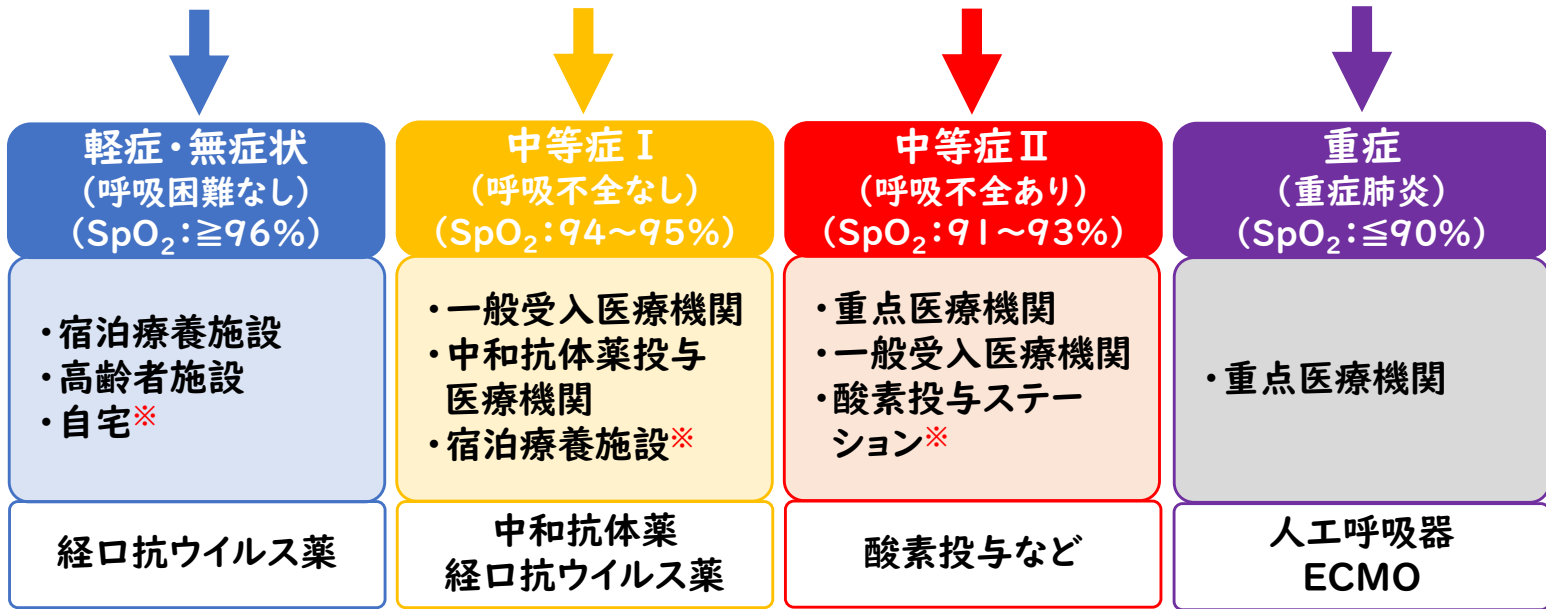 軽症・無症状
（呼吸困難なし）
（SpO₂：≧96%）
・宿泊療養施設
・高齢者施設
・自宅※
経口抗ウイルス薬
中等症Ⅰ
（呼吸不全なし）
（SpO₂：94～95%）
・一般受入医療機関
・中和抗体薬投与
医療機関
・宿泊療養施設※
中和抗体薬
経口抗ウイルス薬
中等症Ⅱ
（呼吸不全あり）
（SpO₂：91～93%）
・重点医療機関
・一般受入医療機関
・酸素投与ステー
ション※
酸素投与など
重症
（重症肺炎）
（SpO₂：≦90%）
・重点医療機関
人工呼吸器
ECMO